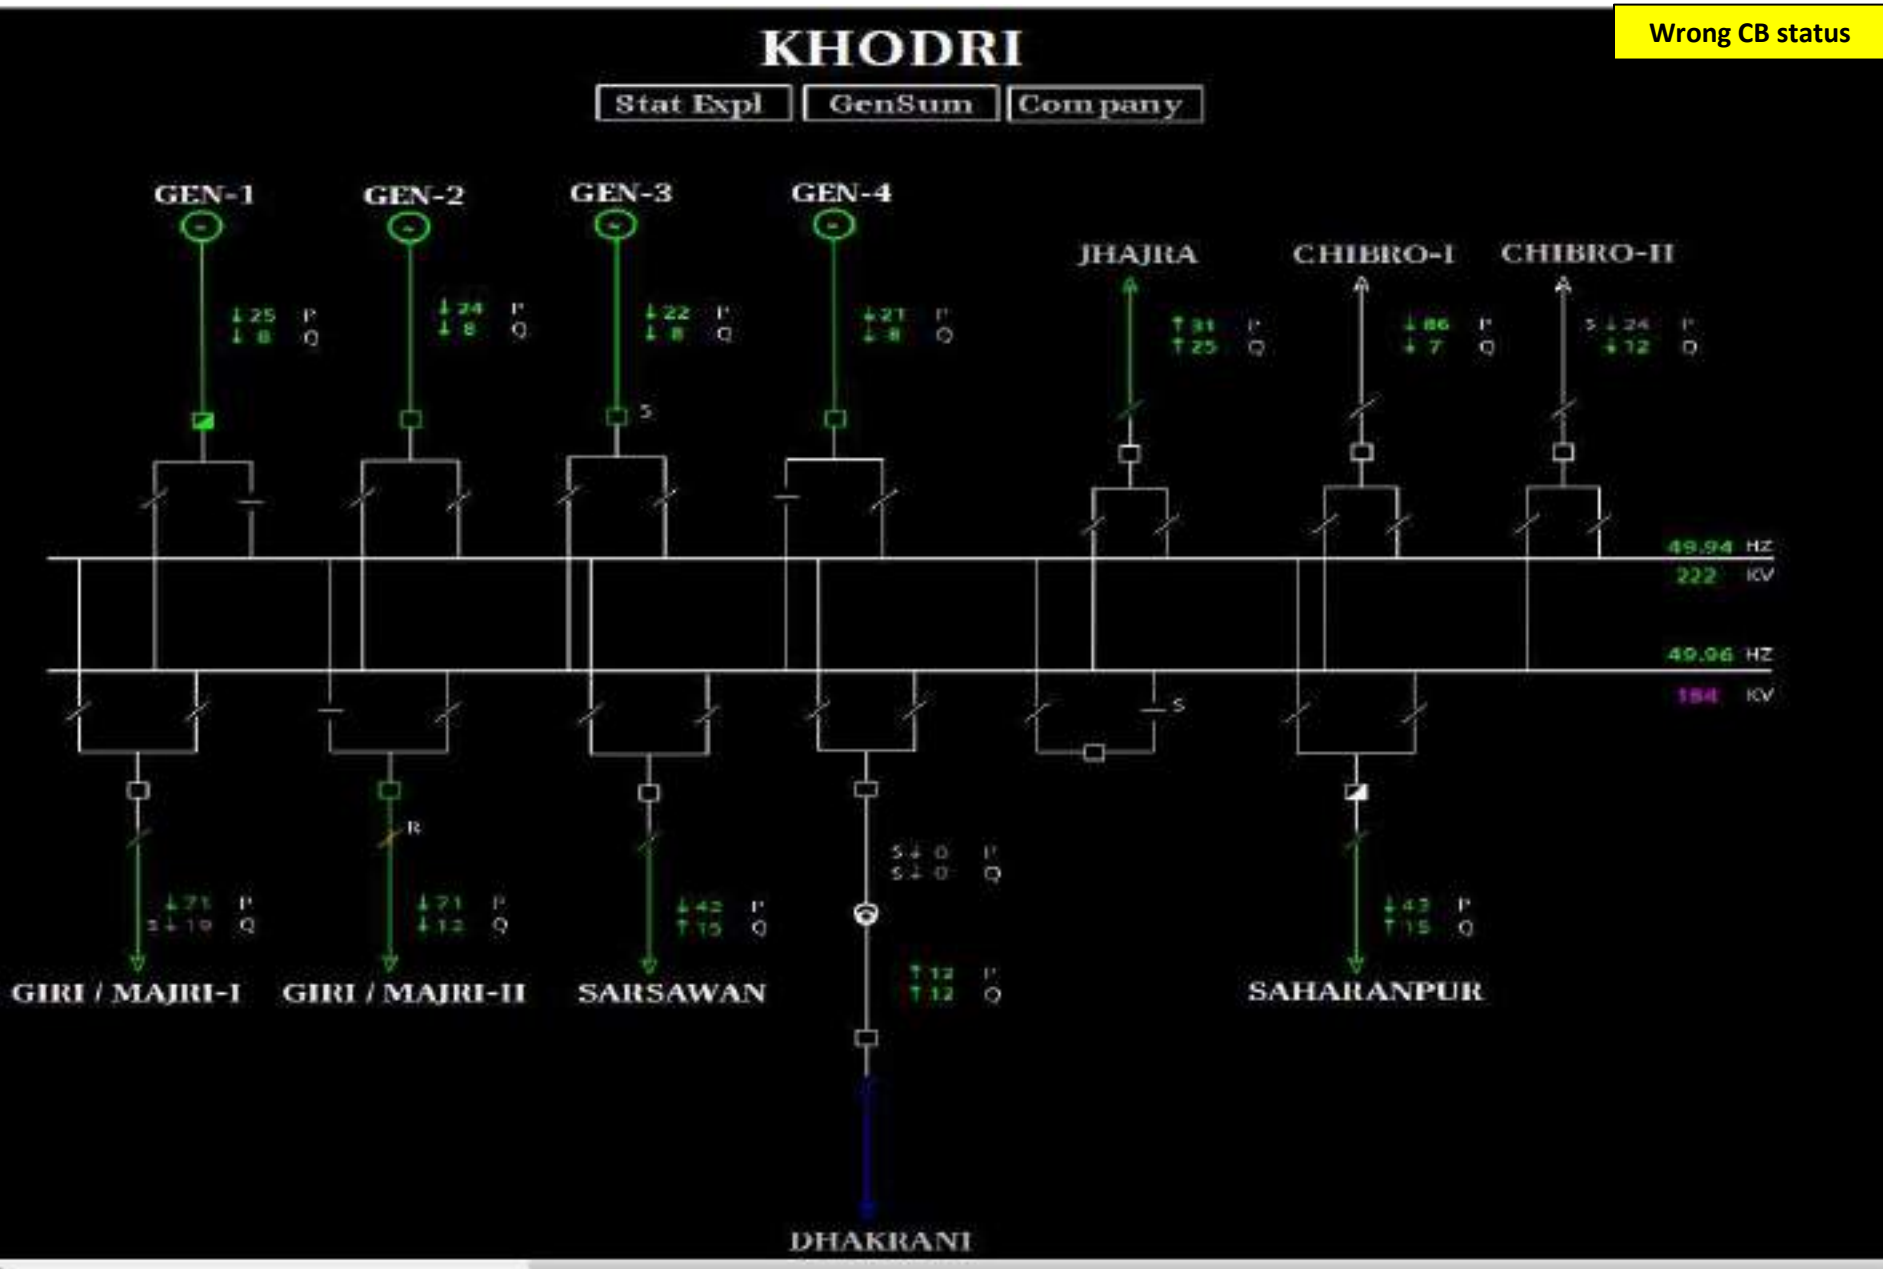 Wrong CB status
KHODRI
Stat Expl GenSum Company
GEN-1 GEN-2 GEN-3 GEN-4
JHAJRA CHIBRO-I CHIBRO-II
↓25 P ↓24 P ↓22 P ↓21 P ↑31 P ↓86 P S↓24 P
↓8 Q ↓8 Q ↓8 Q ↓8 Q ↑25 Q ↓7 Q ↓12 Q
S
49.94 HZ
222 KV
49.96 HZ
KV
S
R
S↓0 P
S↓0 Q
↓71 P ↓71 P ↓42 P ↓43 P
S↓19 Q ↓12 Q ↑15 Q ↑15 Q
↑12 P
↑12 Q
GIRI / MAJRI-I GIRI / MAJRI-II SARSAWAN SAHARANPUR
DHAKRANI